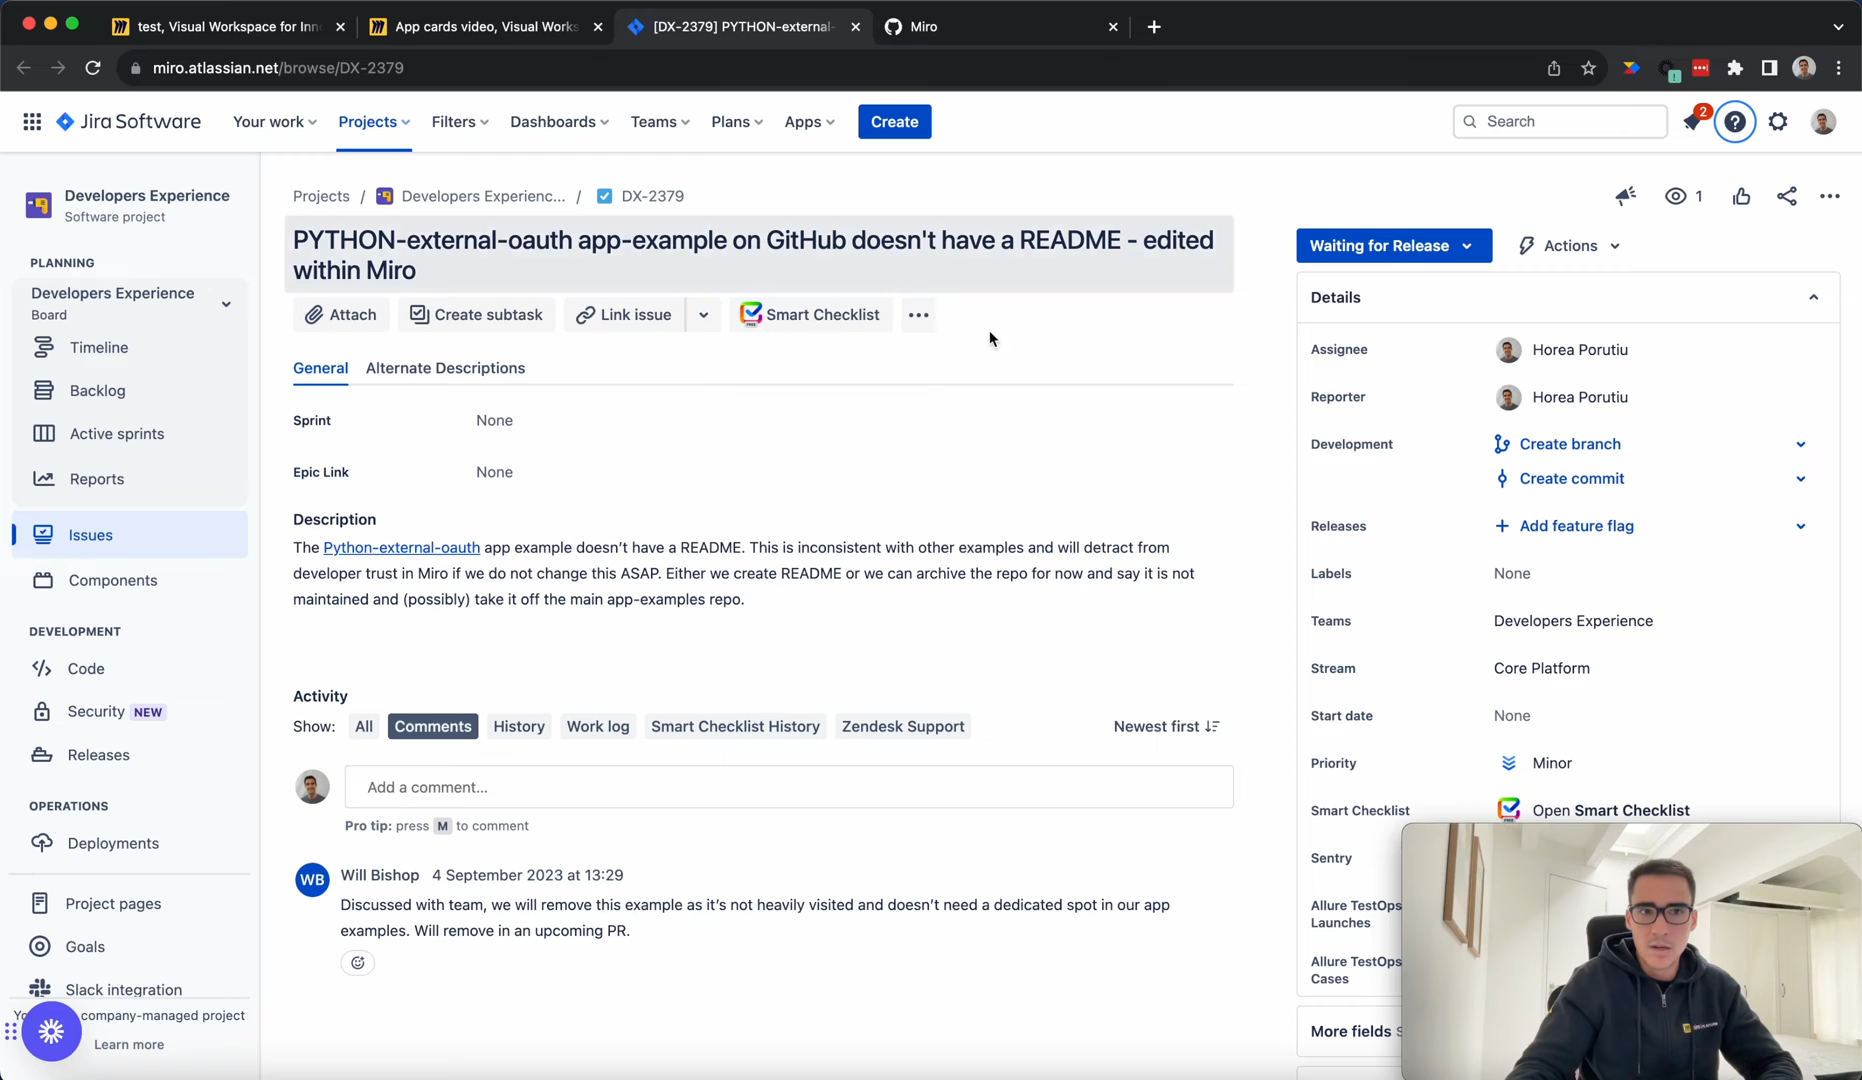 test, Visual Workspace for Inn
App cards video, Visual Works
[DX-2379] PYTHON-external-
Miro
miro.atlassian.net/browse/DX-2379
Jira Software
Your work
Projects
Filters
Dashboards
Teams
Plans
Apps
Create
Search
2
Developers Experience
Software project
PLANNING
Developers Experience
Board
Timeline
Backlog
Active sprints
Reports
Issues
Components
DEVELOPMENT
Code
Security NEW
Releases
OPERATIONS
Deployments
Project pages
Goals
Slack integration
company-managed project
Learn more
Projects / Developers Experienc... / DX-2379
PYTHON-external-oauth app-example on GitHub doesn't have a README - edited
within Miro
Attach
Create subtask
Link issue
Smart Checklist
General
Alternate Descriptions
Sprint
None
Epic Link
None
Description
The Python-external-oauth app example doesn’t have a README. This is inconsistent with other examples and will detract from
developer trust in Miro if we do not change this ASAP. Either we create README or we can archive the repo for now and say it is not
maintained and (possibly) take it off the main app-examples repo.
Activity
Show: All Comments History Work log Smart Checklist History Zendesk Support Newest first
Add a comment...
Pro tip: press M to comment
WB
Will Bishop 4 September 2023 at 13:29
Discussed with team, we will remove this example as it’s not heavily visited and doesn’t need a dedicated spot in our app
examples. Will remove in an upcoming PR.
1
Waiting for Release
Actions
Details
Assignee
Horea Porutiu
Reporter
Horea Porutiu
Development
Create branch
Create commit
Releases
Add feature flag
Labels
None
Teams
Developers Experience
Stream
Core Platform
Start date
None
Priority
Minor
Smart Checklist
FREE
Open Smart Checklist
Sentry
Allure TestOps
Launches
Allure TestOps
Cases
More fields